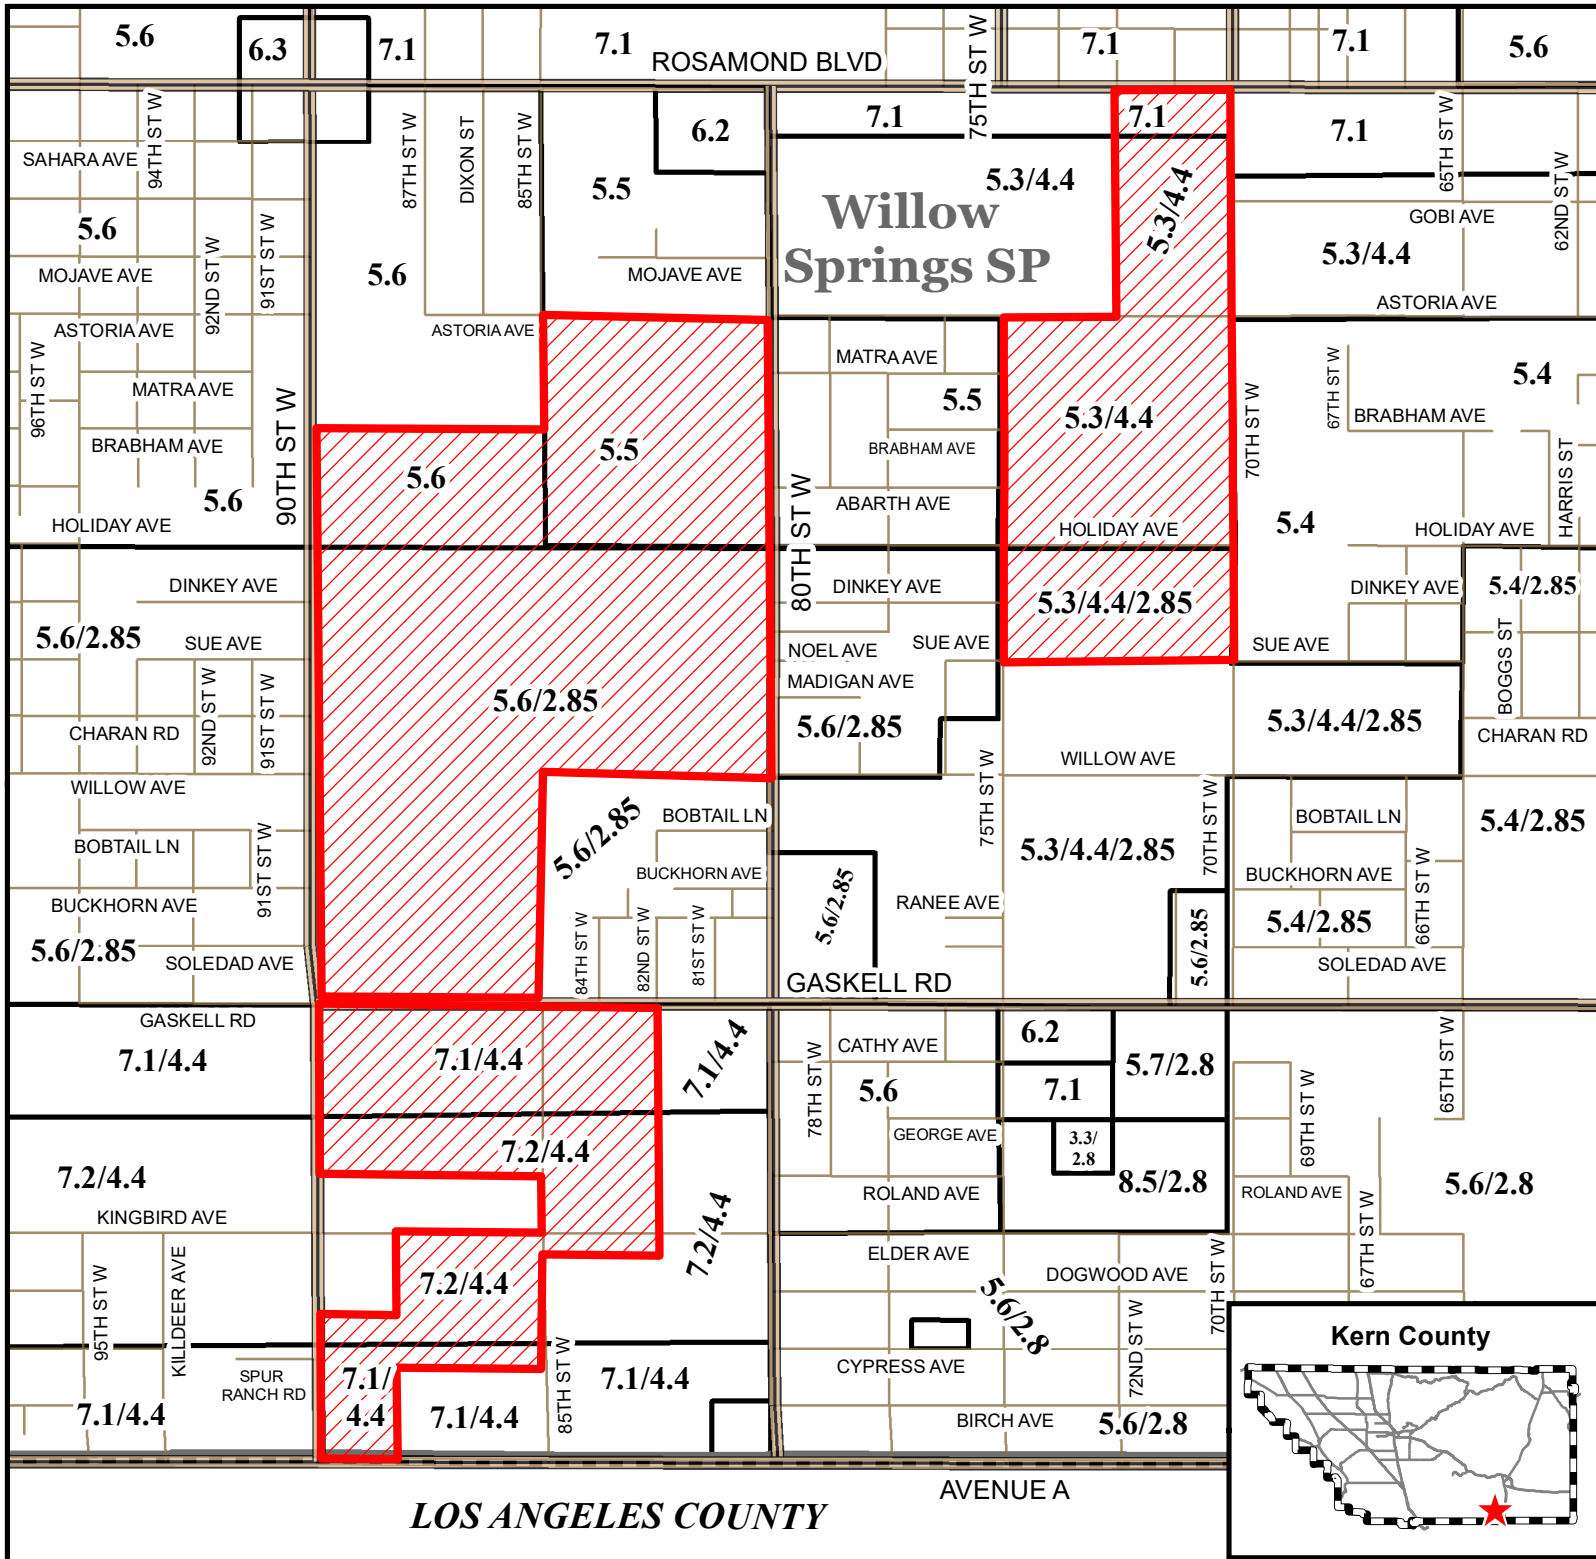 5.6
6.3
7.1
7.1
ROSAMOND BLVD
75TH ST W
7.1
7.1
5.6
SAHARA AVE
94TH ST W
87TH ST W
DIXON ST
85TH ST W
6.2
7.1
7.1
7.1
65TH ST W
62ND ST W
5.6
92ND ST W
91ST ST W
5.5
Willow
Springs SP
5.3/4.4
5.3/4.4
GOBI AVE
5.3/4.4
MOJAVE AVE
5.6
MOJAVE AVE
ASTORIA AVE
ASTORIA AVE
ASTORIA AVE
96TH ST W
MATRA AVE
BRABHAM AVE
90TH ST W
5.6
HOLIDAY AVE
5.6
5.5
80TH ST W
MATRA AVE
5.5
BRABHAM AVE
ABARTH AVE
5.3/4.4
HOLIDAY AVE
70TH ST W
67TH ST W
5.4
BRABHAM AVE
HARRIS ST
5.4
HOLIDAY AVE
DINKEY AVE
5.6/2.85
SUE AVE
92ND ST W
91ST ST W
CHARAN RD
WILLOW AVE
5.6/2.85
DINKEY AVE
NOEL AVE
SUE AVE
MADIGAN AVE
5.6/2.85
5.3/4.4/2.85
SUE AVE
DINKEY AVE
5.4/2.85
BOGGS ST
5.3/4.4/2.85
CHARAN RD
WILLOW AVE
75TH ST W
70TH ST W
BOBTAIL LN
91ST ST W
BUCKHORN AVE
5.6/2.85
SOLEDAD AVE
5.6/2.85
BOBTAIL LN
BUCKHORN AVE
84TH ST W
82ND ST W
81ST ST W
5.6/2.85
RANEE AVE
5.3/4.4/2.85
5.6/2.85
BOBTAIL LN
5.4/2.85
BUCKHORN AVE
5.4/2.85
66TH ST W
SOLEDAD AVE
GASKELL RD
GASKELL RD
7.1/4.4
7.1/4.4
7.1/4.4
78TH ST W
CATHY AVE
5.6
6.2
7.1
5.7/2.8
69TH ST W
65TH ST W
GEORGE AVE
3.3/
2.8
7.2/4.4
7.2/4.4
ROLAND AVE
8.5/2.8
ROLAND AVE
5.6/2.8
KINGBIRD AVE
7.2/4.4
ELDER AVE
DOGWOOD AVE
70TH ST W
67TH ST W
95TH ST W
KILLDEER AVE
7.2/4.4
5.6/2.8
72ND ST W
SPUR
RANCH RD
7.1/
4.4
85TH ST W
7.1/4.4
CYPRESS AVE
7.1/4.4
7.1/4.4
BIRCH AVE
5.6/2.8
AVENUE A
LOS ANGELES COUNTY
Kern County